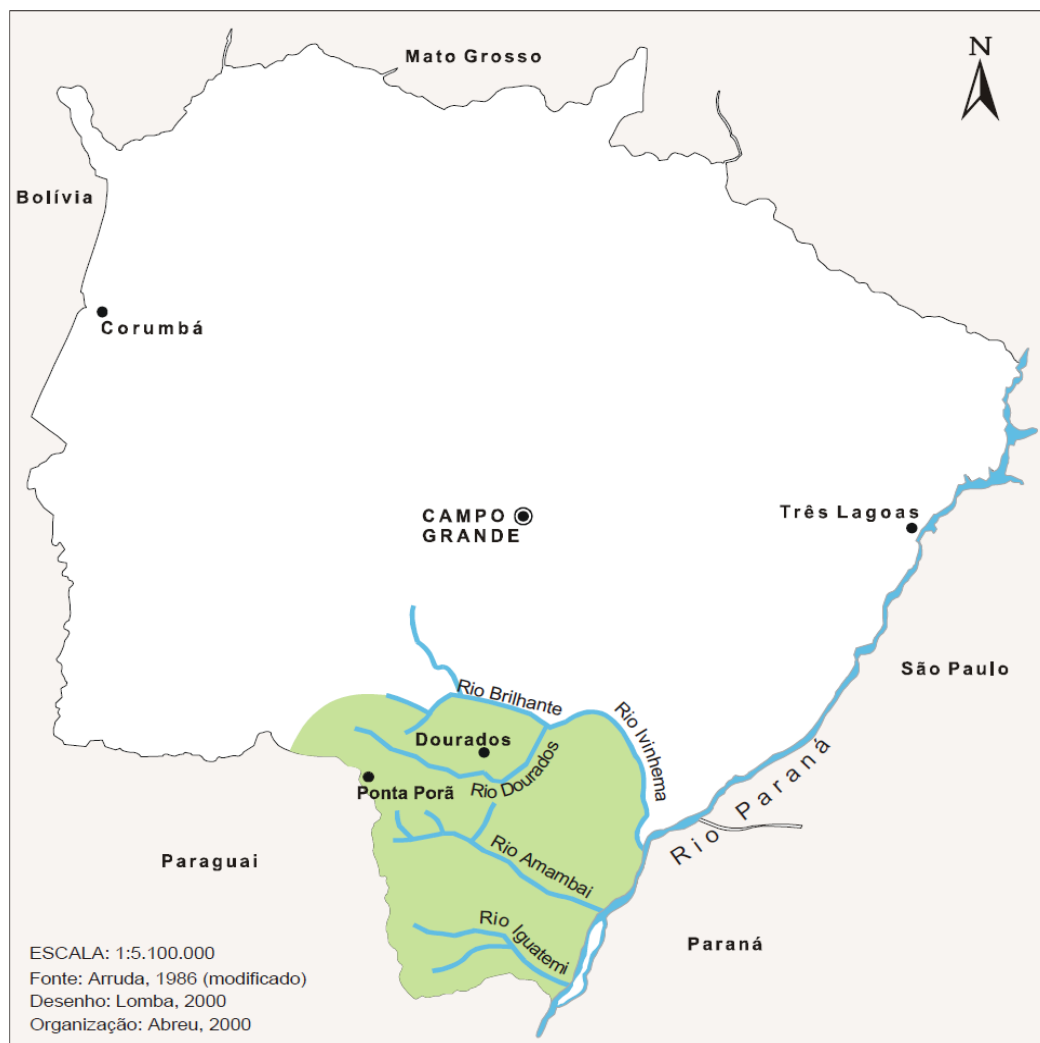 Mato Grosso
N
Bolívia
Corumbá
CAMPO
GRANDE
Três Lagoas
São Paulo
Rio Brilhante
Rio Ivinhema
Dourados
Rio Dourados
Ponta Porã
Rio Paraná
Rio Amambai
Paraguai
Rio Iguatemi
Paraná
ESCALA: 1:5.100.000
Fonte: Arruda, 1986 (modificado)
Desenho: Lomba, 2000
Organização: Abreu, 2000